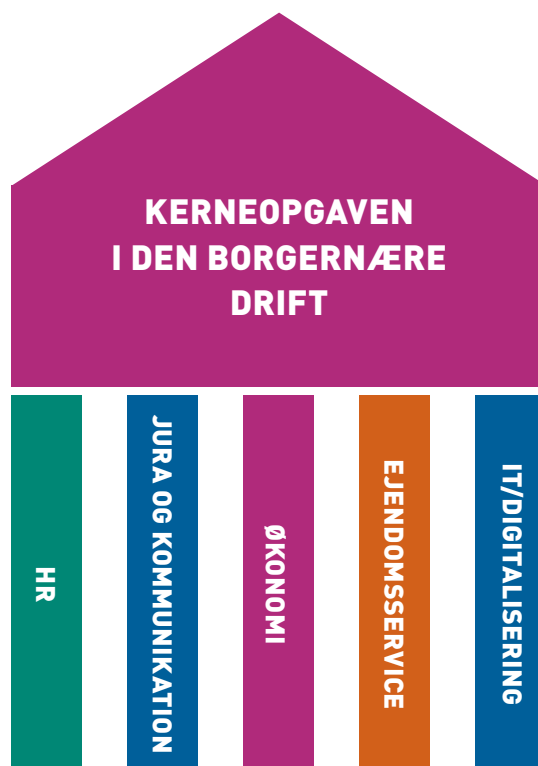 KERNEOPGAVEN
I DEN BORGERNÆRE
DRIFT
HR
JURA OG KOMMUNIKATION
ØKONOMI
EJENDOMSSERVICE
IT/DIGITALISERING